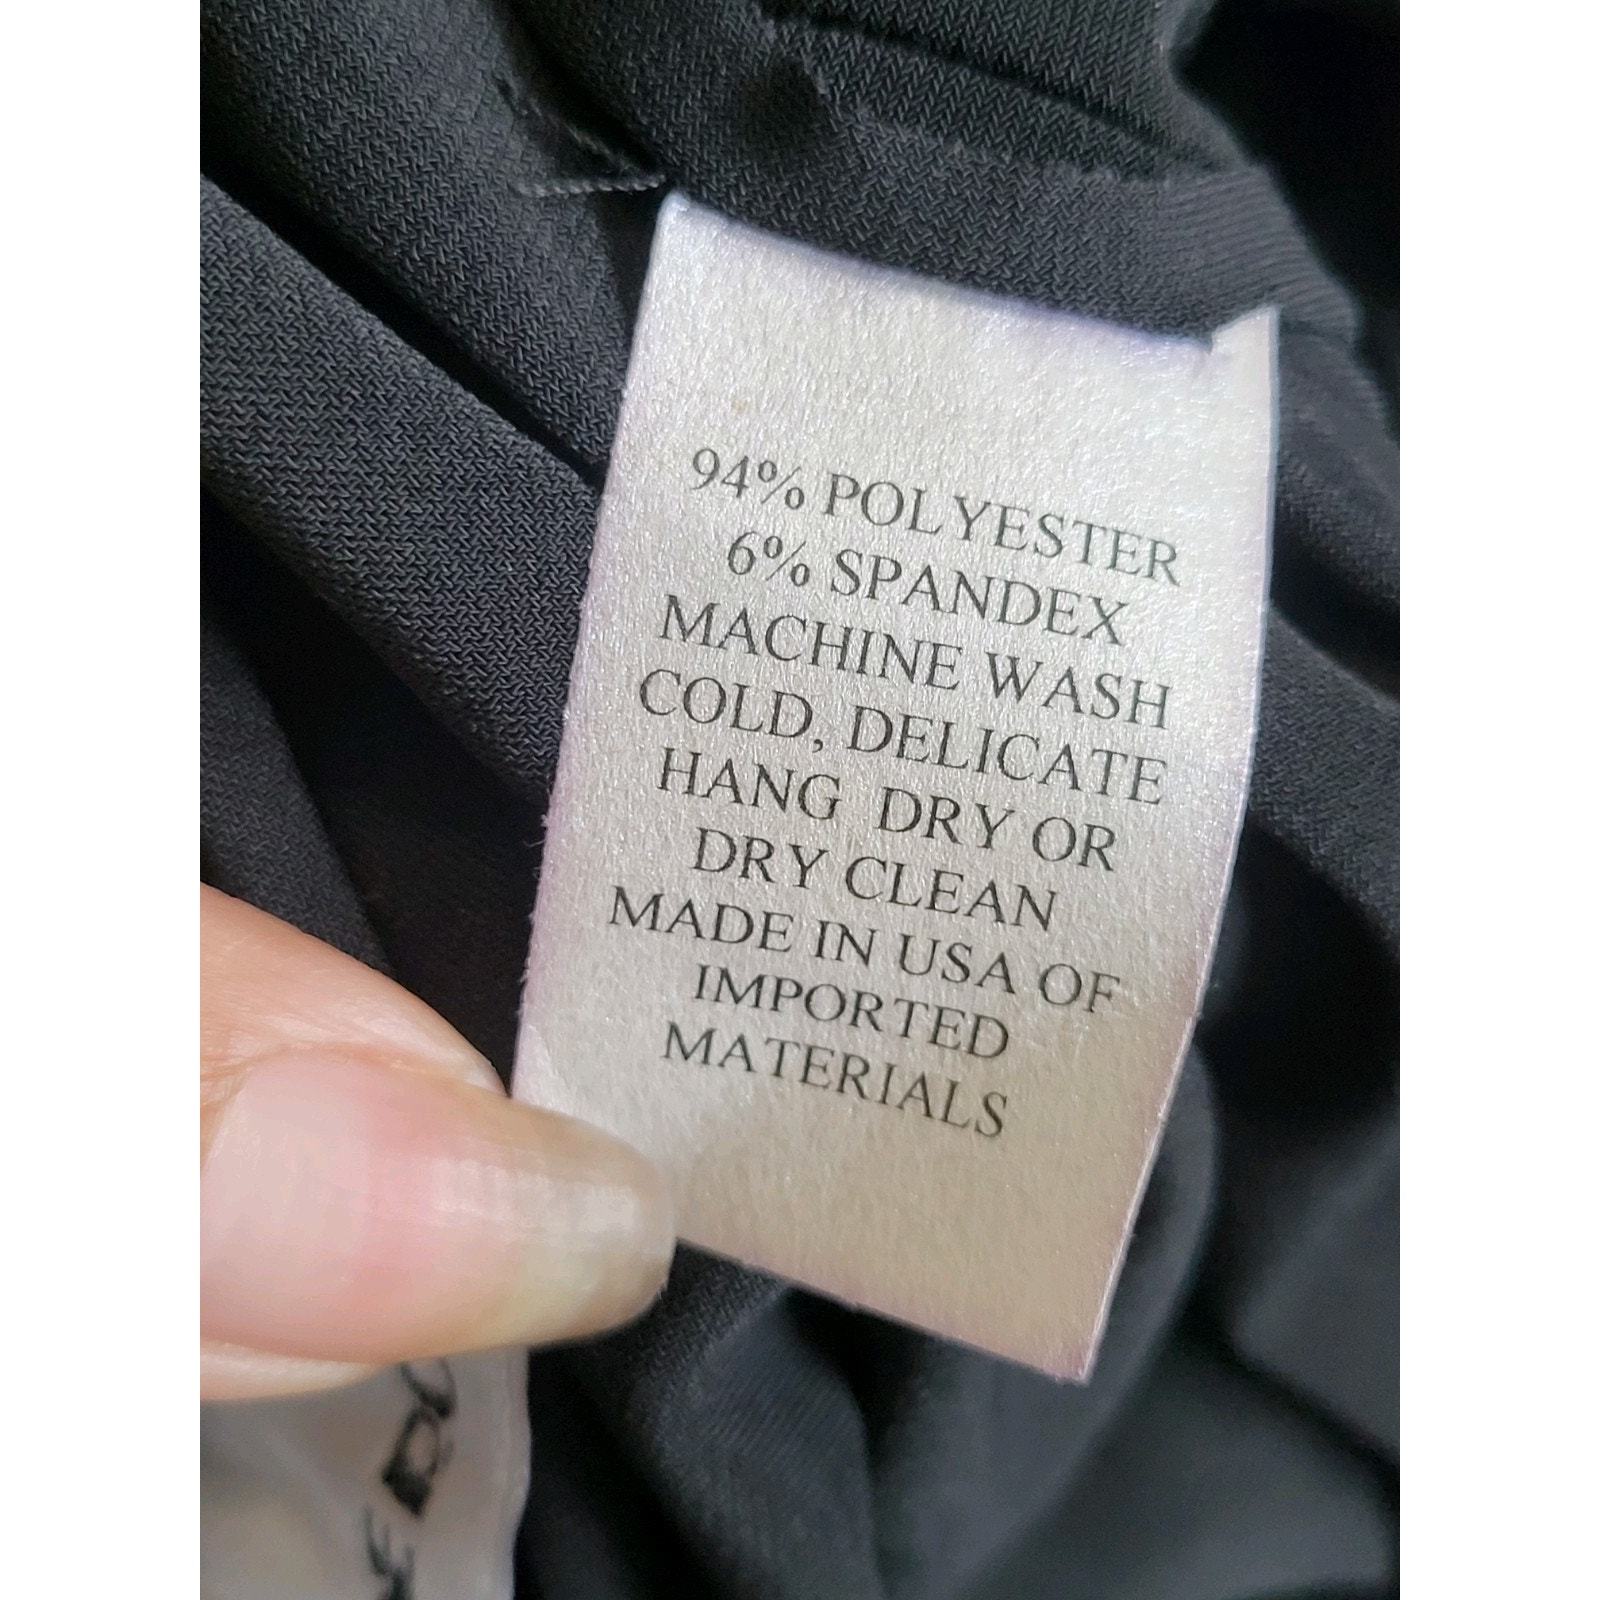 94% POLYESTER
6% SPANDEX
MACHINE WASH
COLD, DELICATE
HANG DRY OR
DRY CLEAN
MADE IN USA OF
IMPORTED
MATERIALS